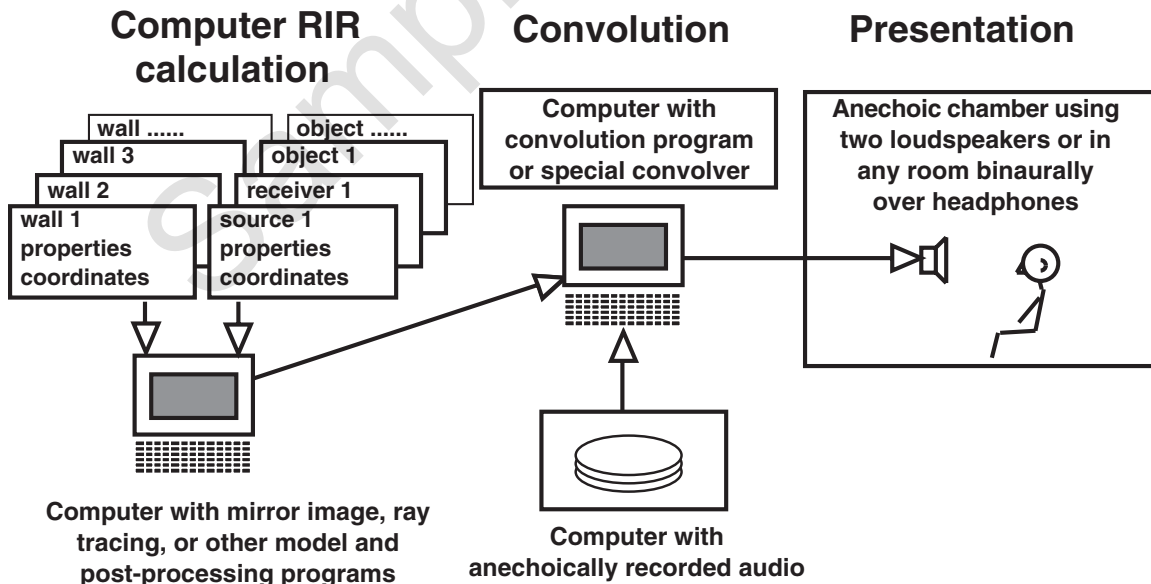 Computer RIR
calculation
Convolution
Presentation
wall ......
wall 3
wall 2
wall 1
properties
coordinates
object ......
object 1
receiver 1
source 1
properties
coordinates
Computer with
convolution program
or special convolver
Anechoic chamber using
two loudspeakers or in
any room binaurally
over headphones
Computer with mirror image, ray
tracing, or other model and
post-processing programs
Computer with
anechoically recorded audio
Sampl